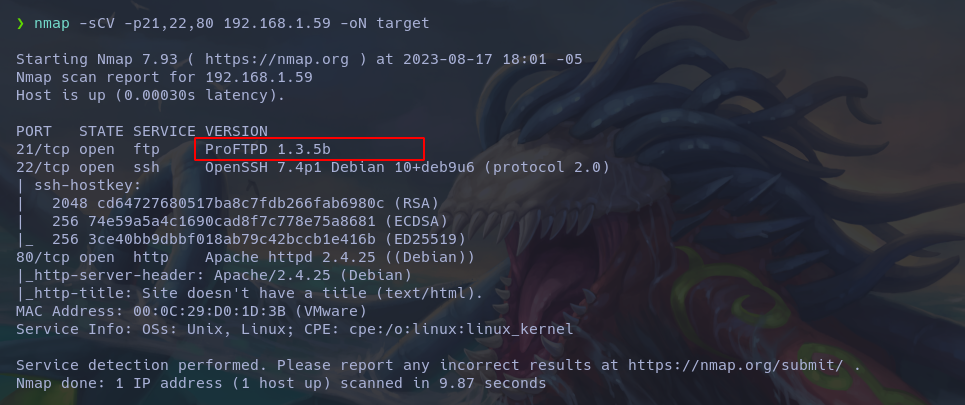 ❯ nmap -sCV -p21,22,80 192.168.1.59 -oN target
Starting Nmap 7.93 ( https://nmap.org ) at 2023-08-17 18:01 -05
Nmap scan report for 192.168.1.59
Host is up (0.00030s latency).
PORT   STATE SERVICE VERSION
21/tcp open  ftp     ProFTPD 1.3.5b
22/tcp open  ssh     OpenSSH 7.4p1 Debian 10+deb9u6 (protocol 2.0)
| ssh-hostkey:
|   2048 cd64727680517ba8c7fdb266fab6980c (RSA)
|   256 74e59a5a4c1690cad8f7c778e75a8681 (ECDSA)
|_  256 3ce40bb9dbbf018ab79c42bccb1e416b (ED25519)
80/tcp open  http    Apache httpd 2.4.25 ((Debian))
|_http-server-header: Apache/2.4.25 (Debian)
|_http-title: Site doesn't have a title (text/html).
MAC Address: 00:0C:29:D0:1D:3B (VMware)
Service Info: OSs: Unix, Linux; CPE: cpe:/o:linux:linux_kernel
Service detection performed. Please report any incorrect results at https://nmap.org/submit/ .
Nmap done: 1 IP address (1 host up) scanned in 9.87 seconds